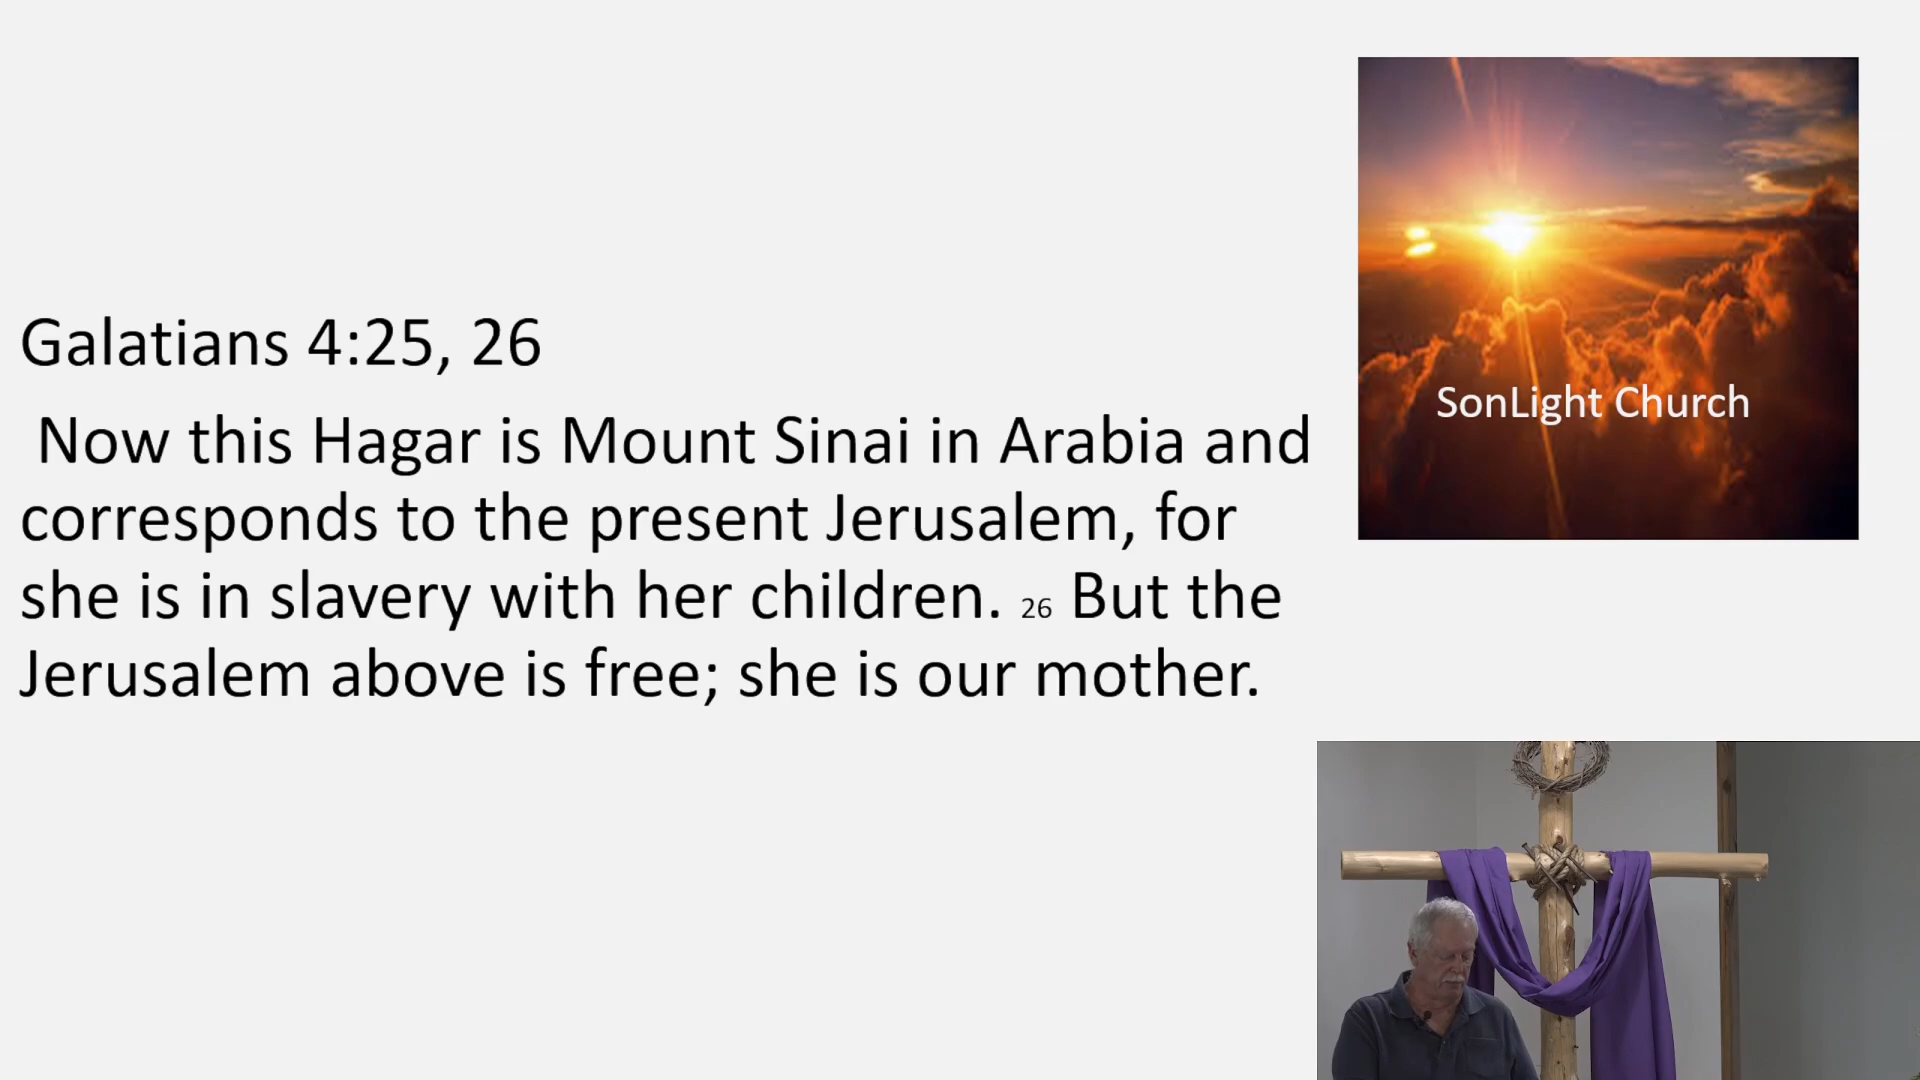 Galatians 4:25, 26
Now this Hagar is Mount Sinai in Arabia and
corresponds to the present Jerusalem, for
she is in slavery with her children. 26 But the
Jerusalem above is free; she is our mother.
SonLight Church